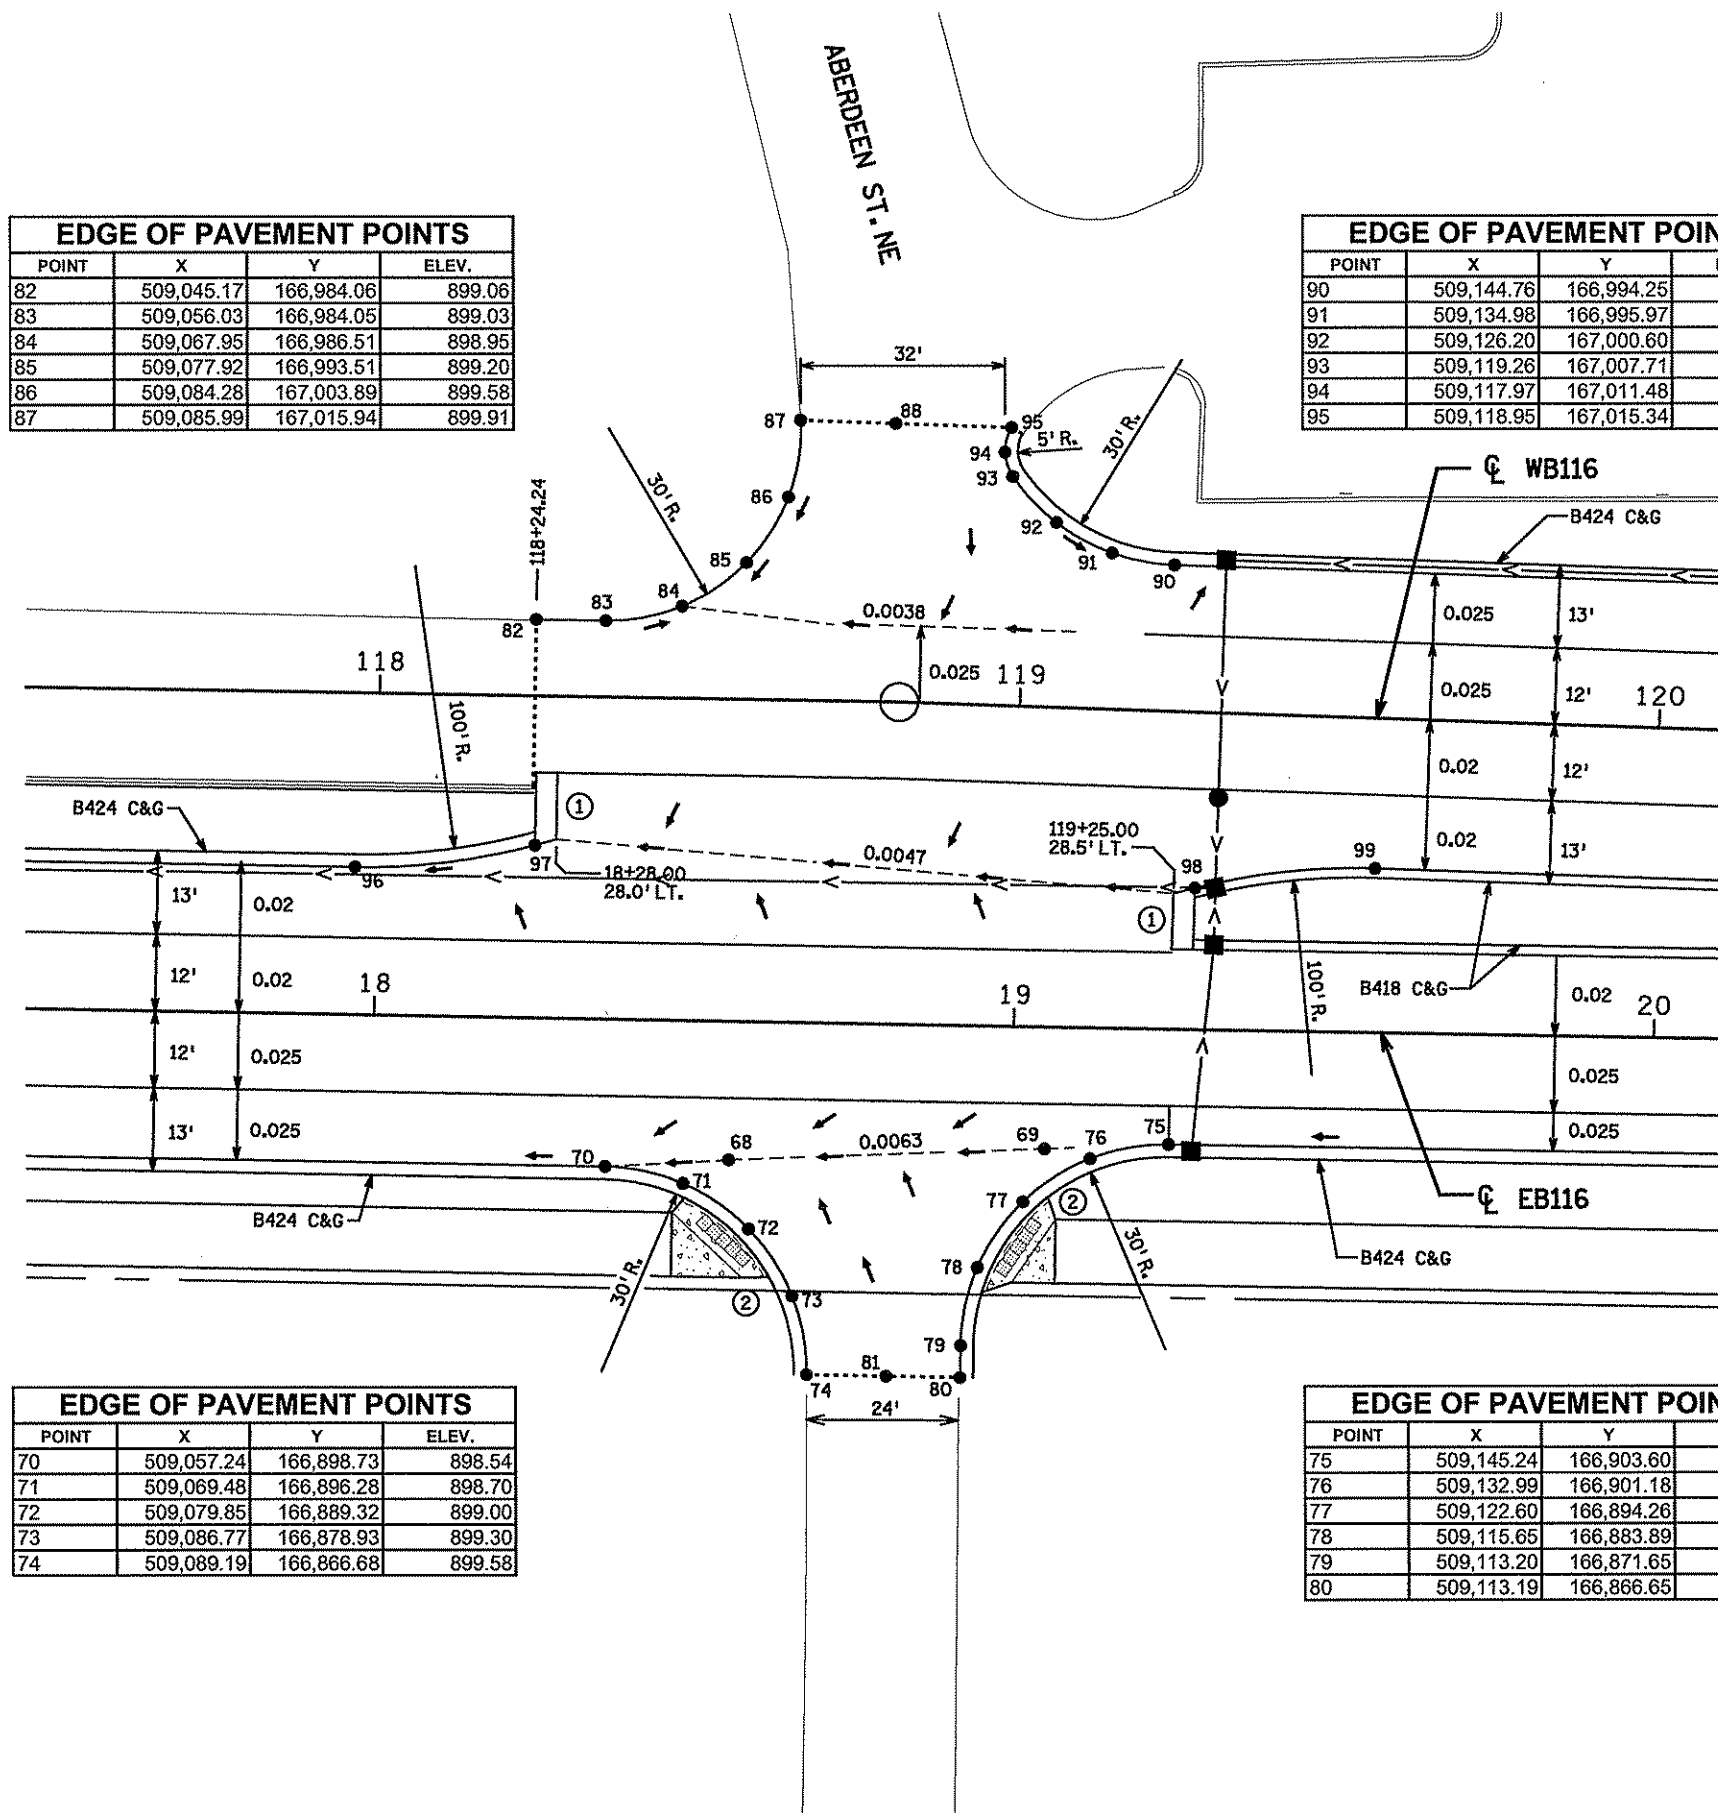 ABERDEEN ST. NE
EDGE OF PAVEMENT POINTS
POINT X Y ELEV.
82 509,045.17 166,984.06 899.06
83 509,056.03 166,984.05 899.03
84 509,067.95 166,986.51 898.95
85 509,077.92 166,993.51 899.20
86 509,084.28 167,003.89 899.58
87 509,085.99 167,015.94 899.91
EDGE OF PAVEMENT POIN
POINT X Y
90 509,144.76 166,994.25
91 509,134.98 166,995.97
92 509,126.20 167,000.60
93 509,119.26 167,007.71
94 509,117.97 167,011.48
95 509,118.95 167,015.34
32'
87
88
95
94
5' R.
30' R.
93
℄ WB116
30' R.
86
118+24.24
92
B424 C&G
85
91
90
84
83
82
0.0038
0.025
13'
118
0.025
119
0.025
12'
120
100' R.
0.02
12'
B424 C&G
1
119+25.00
28.5' LT.
0.0047
0.02
13'
97
98
99
96
18+28.00
28.0' LT.
13'
0.02
1
12'
0.02
18
19
100' R.
B418 C&G
0.02
20
12'
0.025
0.025
13'
0.025
70
68
0.0063
69
76
75
0.025
71
77
2
℄ EB116
B424 C&G
72
30' R.
B424 C&G
78
30' R.
2
73
79
81
74
80
24'
EDGE OF PAVEMENT POINTS
POINT X Y ELEV.
70 509,057.24 166,898.73 898.54
71 509,069.48 166,896.28 898.70
72 509,079.85 166,889.32 899.00
73 509,086.77 166,878.93 899.30
74 509,089.19 166,866.68 899.58
EDGE OF PAVEMENT POIN
POINT X Y
75 509,145.24 166,903.60
76 509,132.99 166,901.18
77 509,122.60 166,894.26
78 509,115.65 166,883.89
79 509,113.20 166,871.65
80 509,113.19 166,866.65